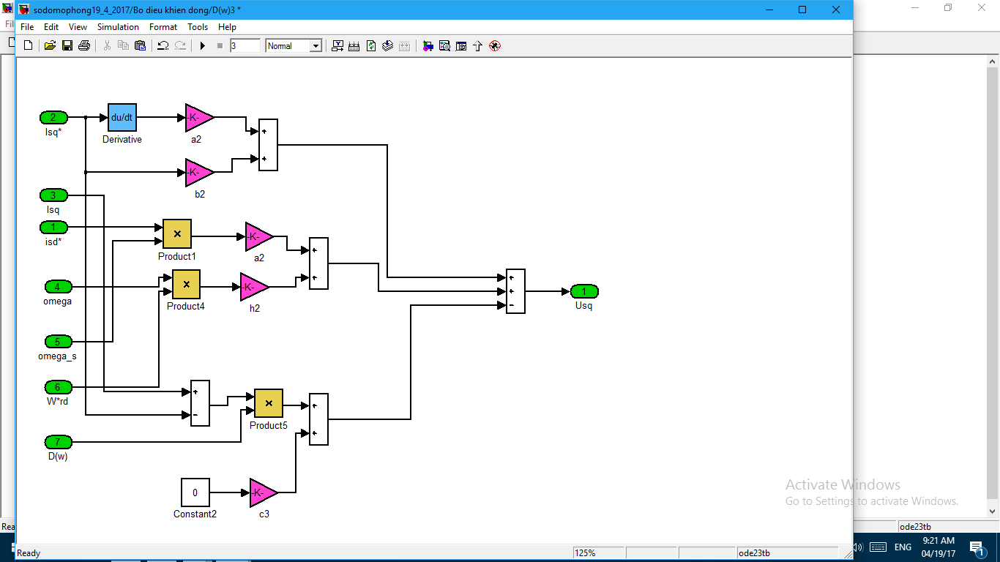 sodomophong19_4_2017/Bo dieu khien dong/D(w)3 *
File Edit View Simulation Format Tools Help
3 Normal
2
Isq*
du/dt
Derivative
-K-
a2
-K-
b2
3
Isq
1
isd*
×
Product1
-K-
a2
4
omega
×
Product4
-K-
h2
1
Usq
5
omega_s
6
W*rd
×
Product5
7
D(w)
0
Constant2
-K-
c3
Activate Windows
Go to Settings to activate Windows.
Ready 125% ode23tb
ode23tb
ENG
9:21 AM
04/19/17
1